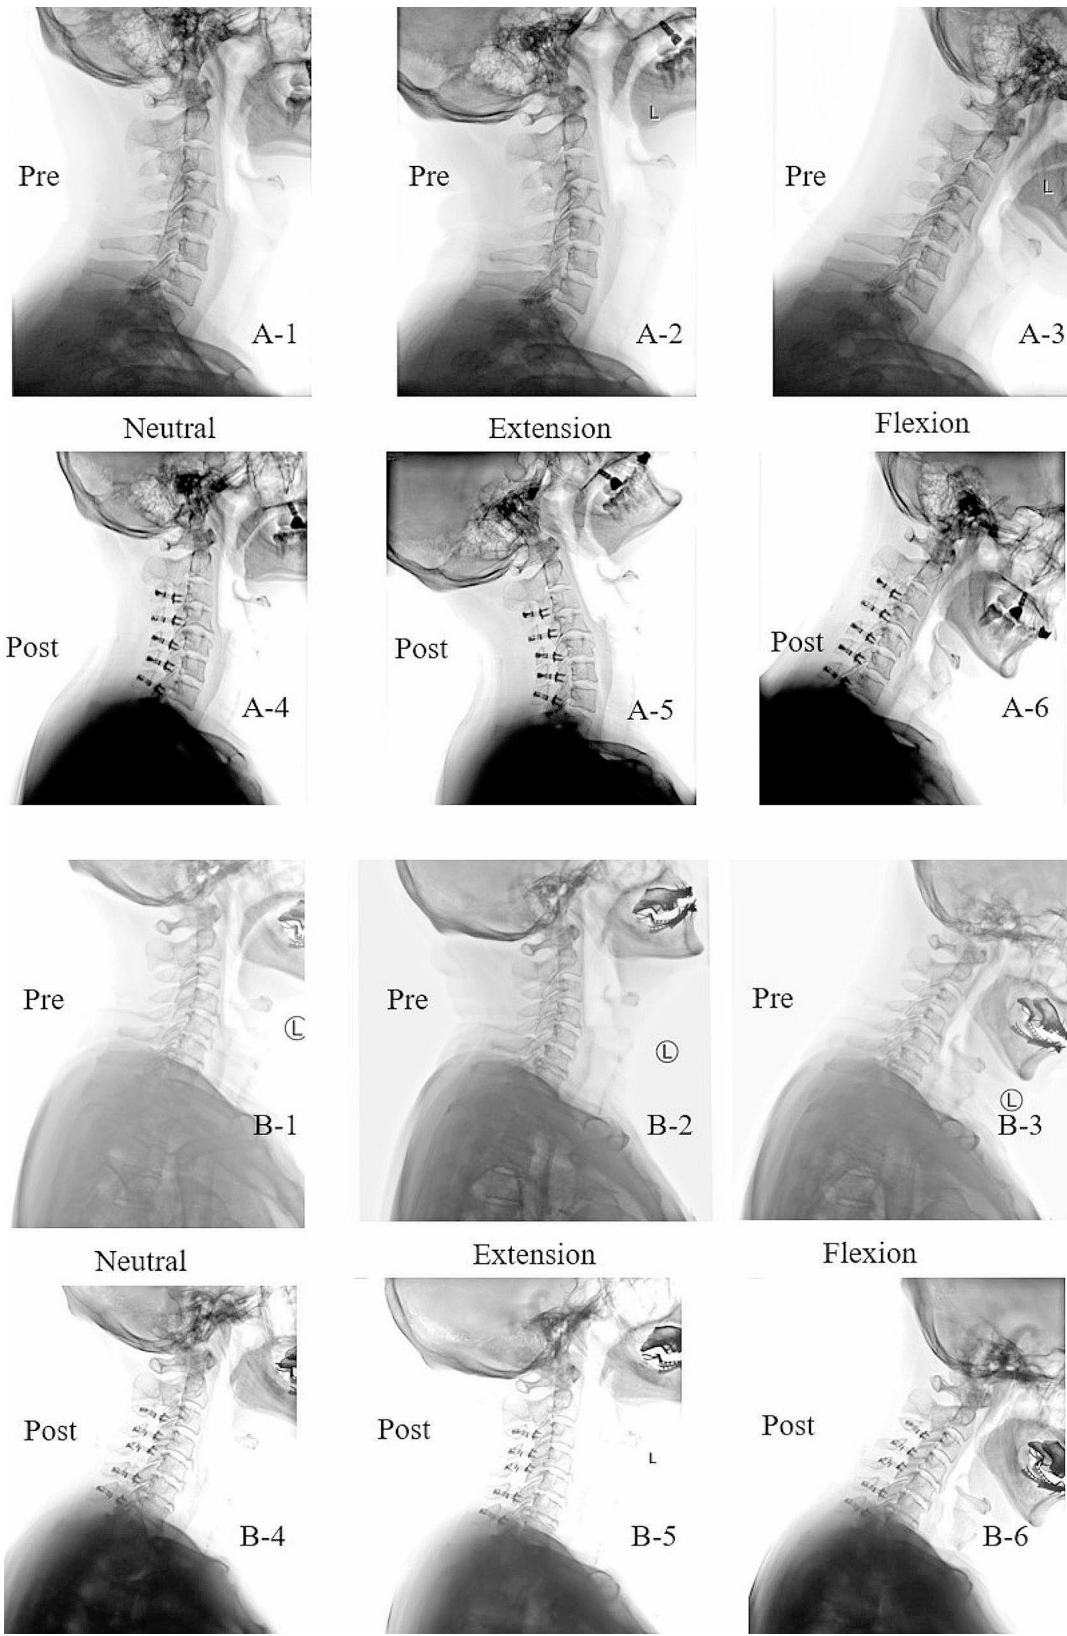 Pre
A-1
Pre
L
A-2
Pre
L
A-3
Neutral
Extension
Flexion
Post
A-4
Post
A-5
Post
A-6
Pre
L
B-1
Pre
L
B-2
Pre
L
B-3
Neutral
Extension
Flexion
Post
B-4
Post
L
B-5
Post
B-6